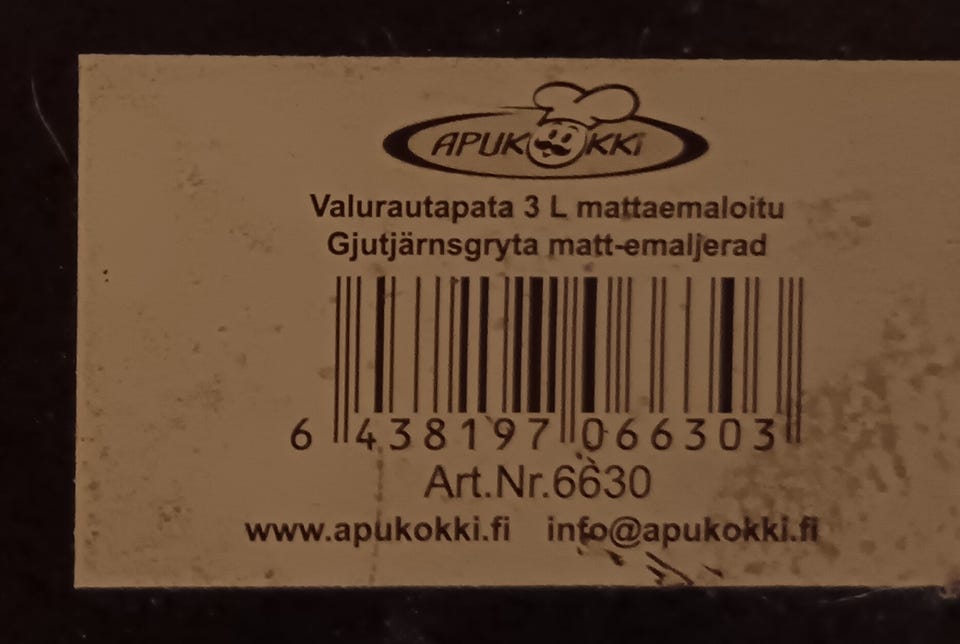 APUKOKKi
Valurautapata 3 L mattaemaloitu
Gjutjärnsgryta matt-emaljerad
6 438197 066303
Art.Nr.6630
www.apukokki.fi info@apukokki.fi